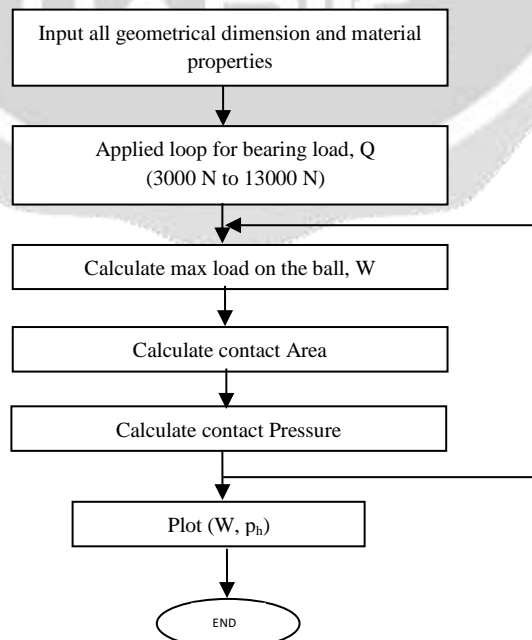 Input all geometrical dimension and material
properties
Applied loop for bearing load, Q
(3000 N to 13000 N)
Calculate max load on the ball, W
Calculate contact Area
Calculate contact Pressure
Plot (W, pₕ)
END